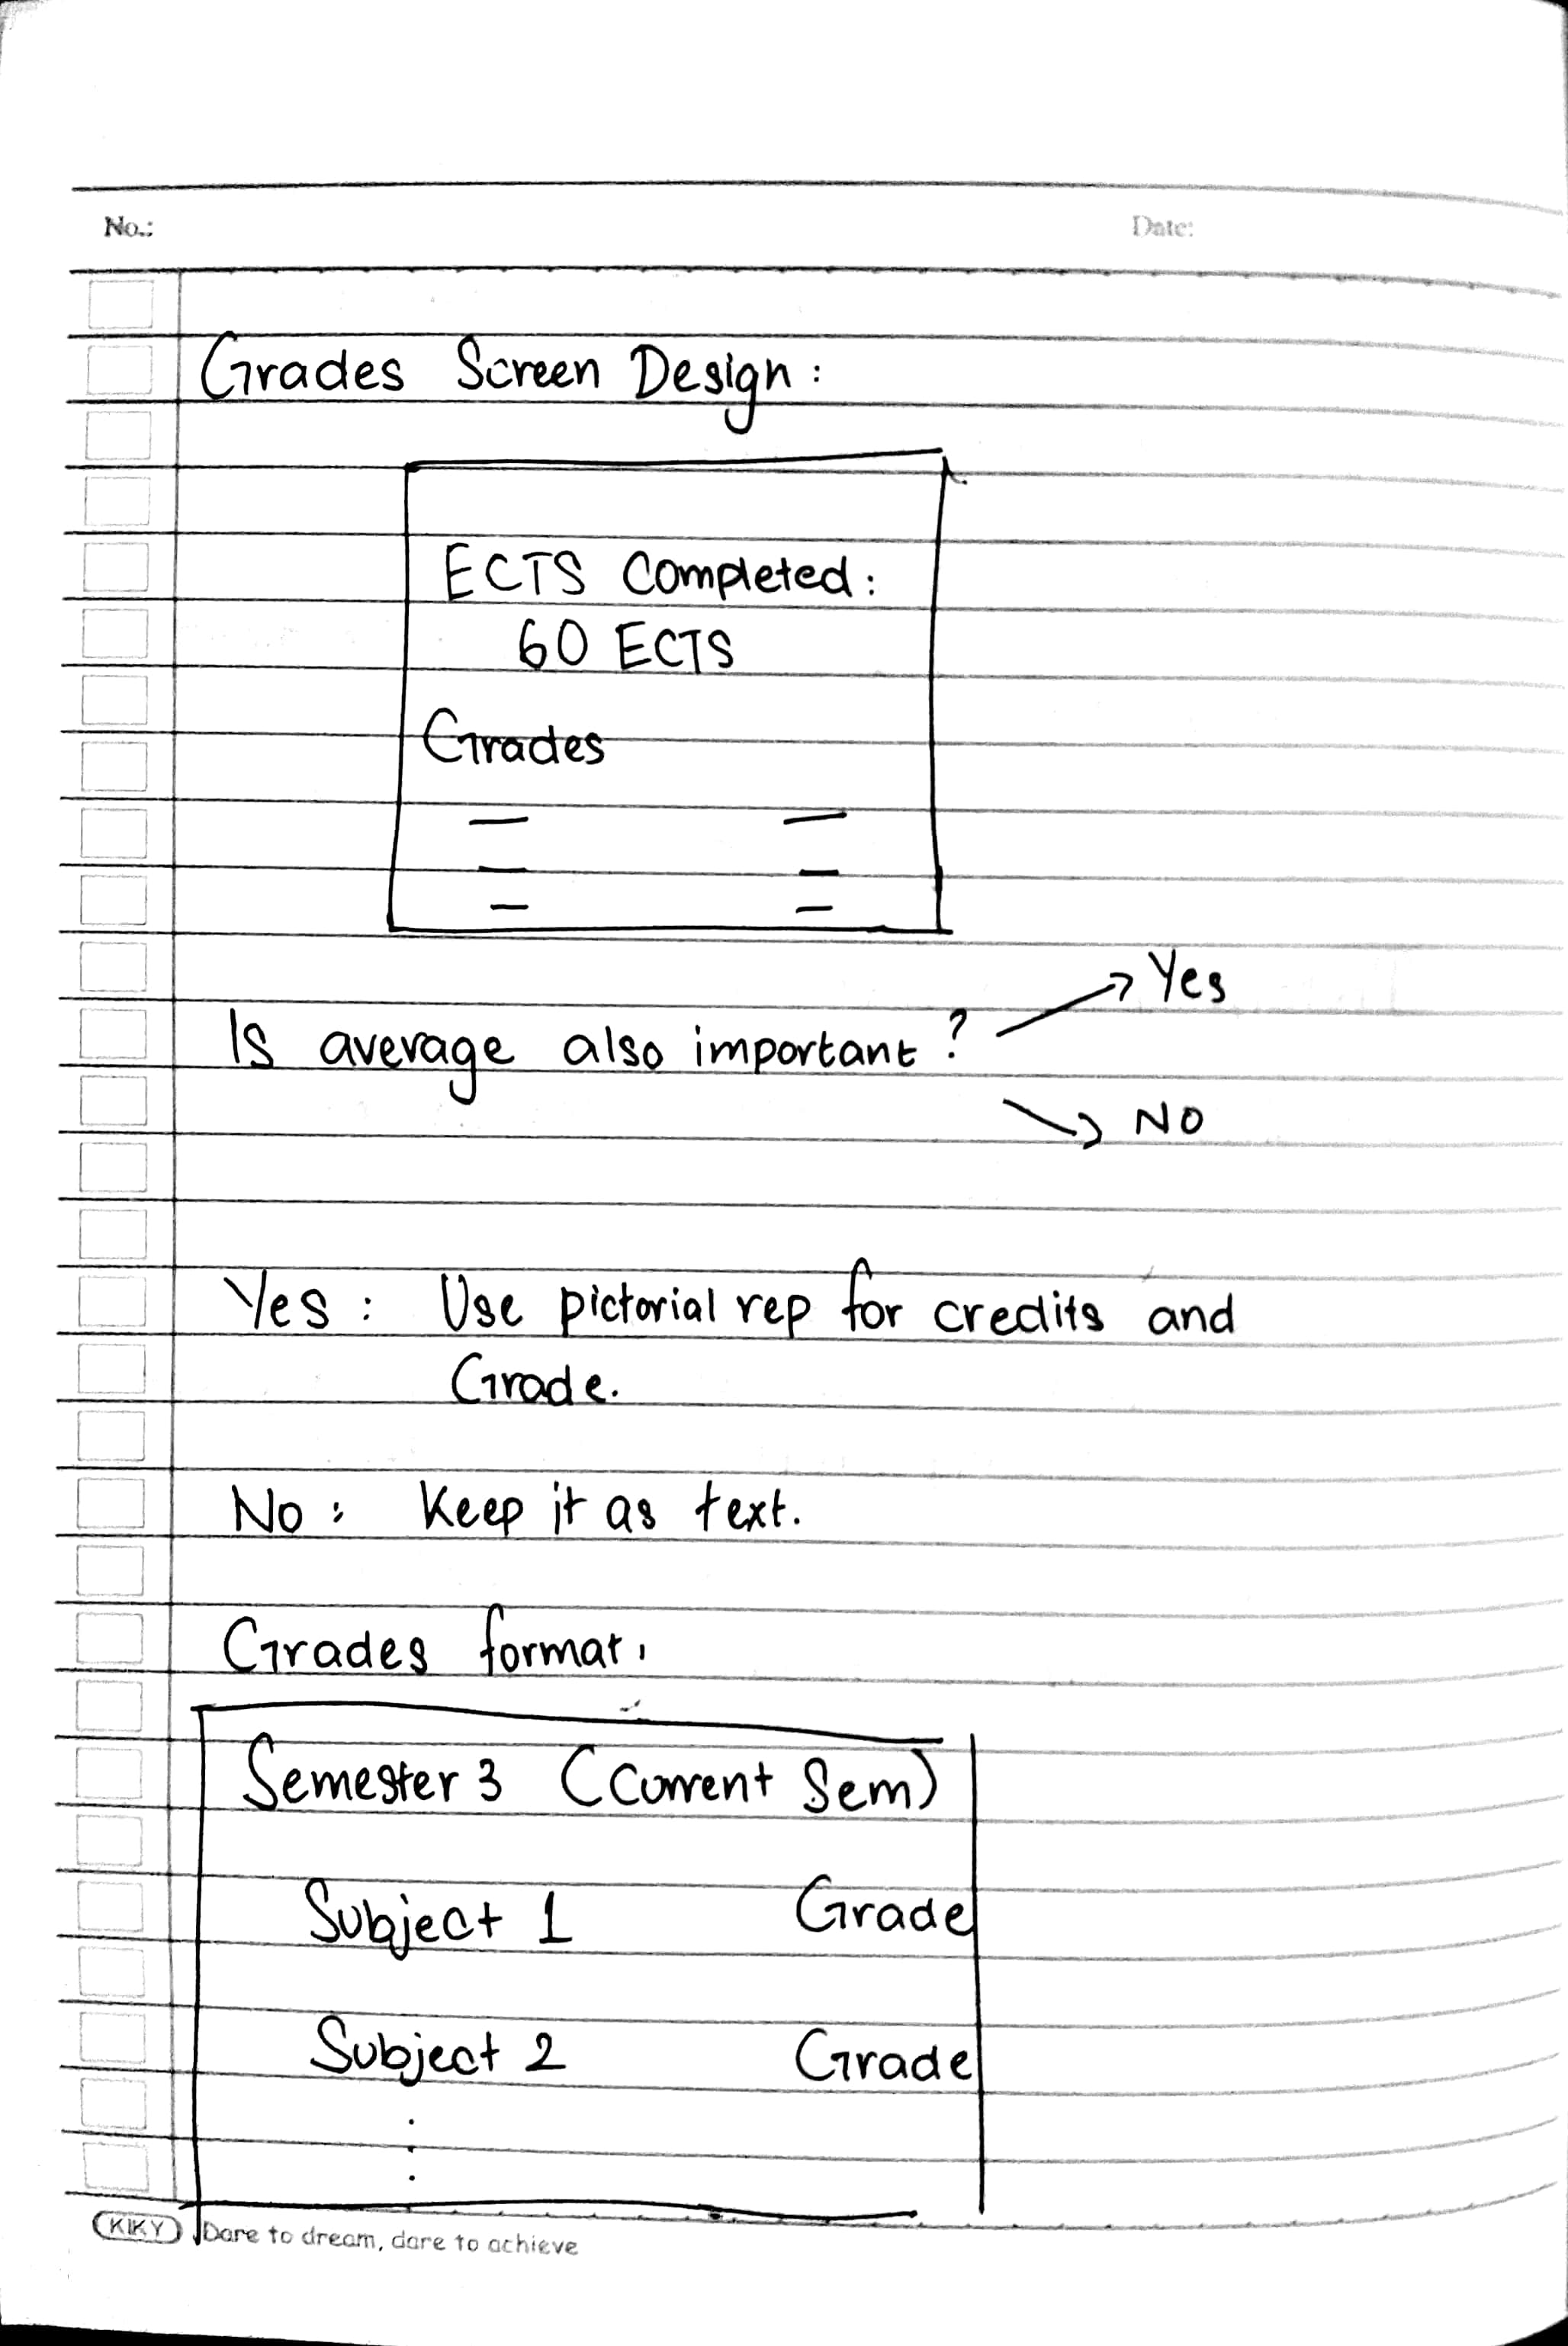 No.: Date:
Grades Screen Design:
ECTS Completed:
60 ECTS
Grades
Yes
Is average also important?
NO
Yes: Use pictorial rep for credits and
Grade.
No: Keep it as text.
Grades format:
Semester 3 (Current Sem)
Subject 1 Grade
Subject 2 Grade
KIKY Dare to dream, dare to achieve